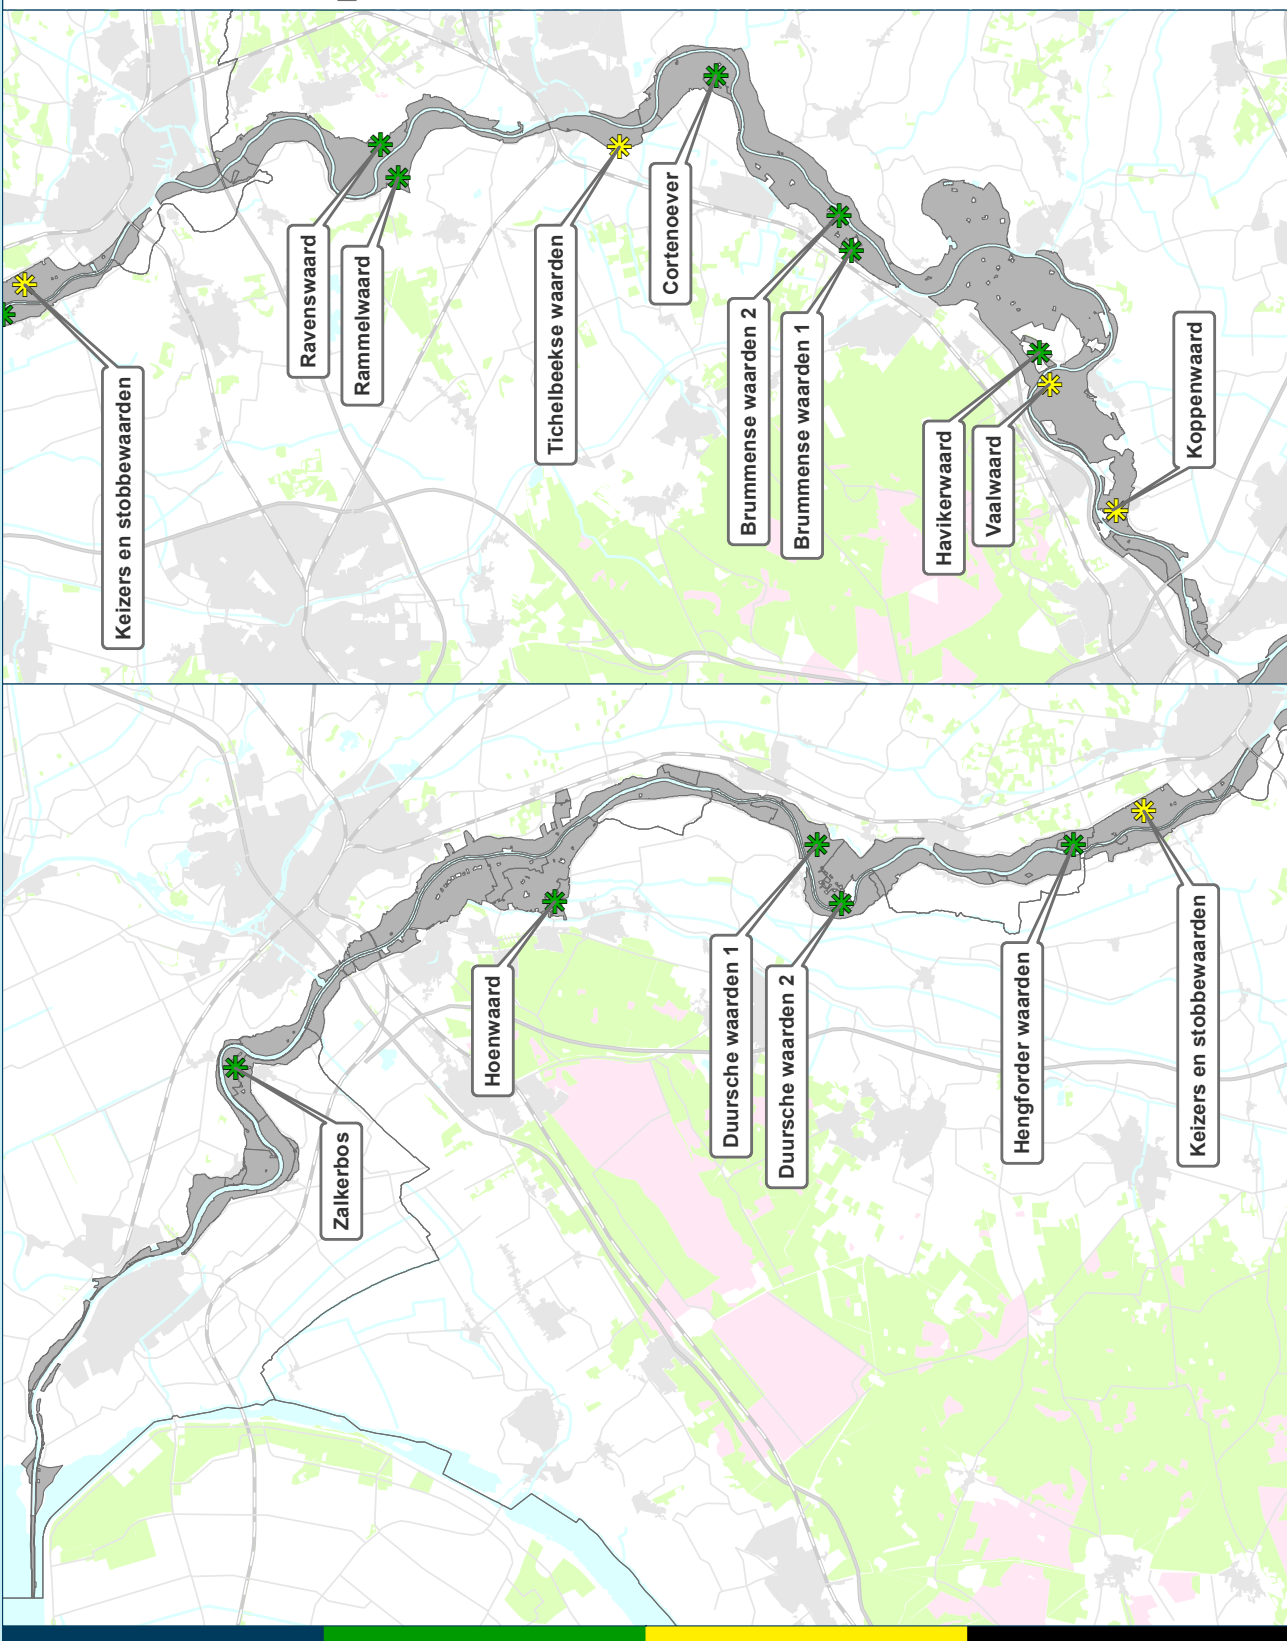 Keizers en stobbewaarden
Ravenswaard
Rammelwaard
Tichelbeekse waarden
Cortenoever
Brummense waarden 2
Brummense waarden 1
Havikerwaard
Vaalwaard
Koppenwaard
Zalkerbos
Hoenwaard
Duursche waarden 1
Duursche waarden 2
Hengforder waarden
Keizers en stobbewaarden